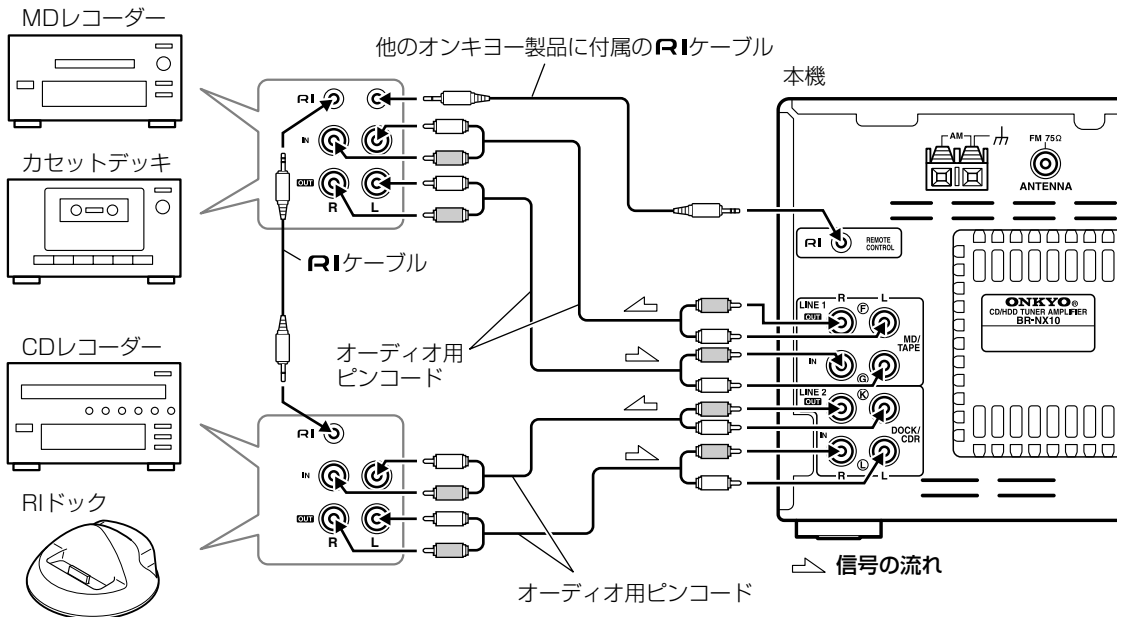 MDレコーダー
他のオンキヨー製品に付属のRIケーブル
本機
RI
IN
OUT
R L
カセットデッキ
RIケーブル
オーディオ用
ピンコード
AM
FM 75Ω
ANTENNA
RI
REMOTE
CONTROL
ONKYO®
CD/HDD TUNER AMPLIFIER
BR-NX10
R L
LINE 1
OUT
F
MD/
TAPE
IN
G
LINE 2
OUT
K
DOCK/
CDR
IN
L
R L
CDレコーダー
RI
IN
OUT
R L
RIドック
オーディオ用ピンコード
信号の流れ